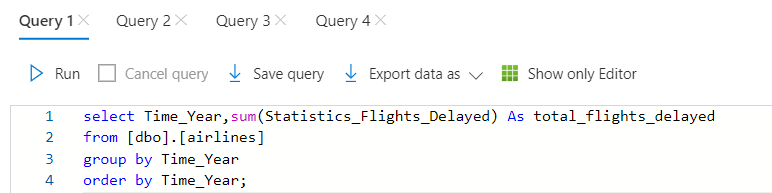 Query 1× Query 2× Query 3× Query 4×
Run Cancel query Save query Export data as Show only Editor
1 select Time_Year,sum(Statistics_Flights_Delayed) As total_flights_delayed
2 from [dbo].[airlines]
3 group by Time_Year
4 order by Time_Year;